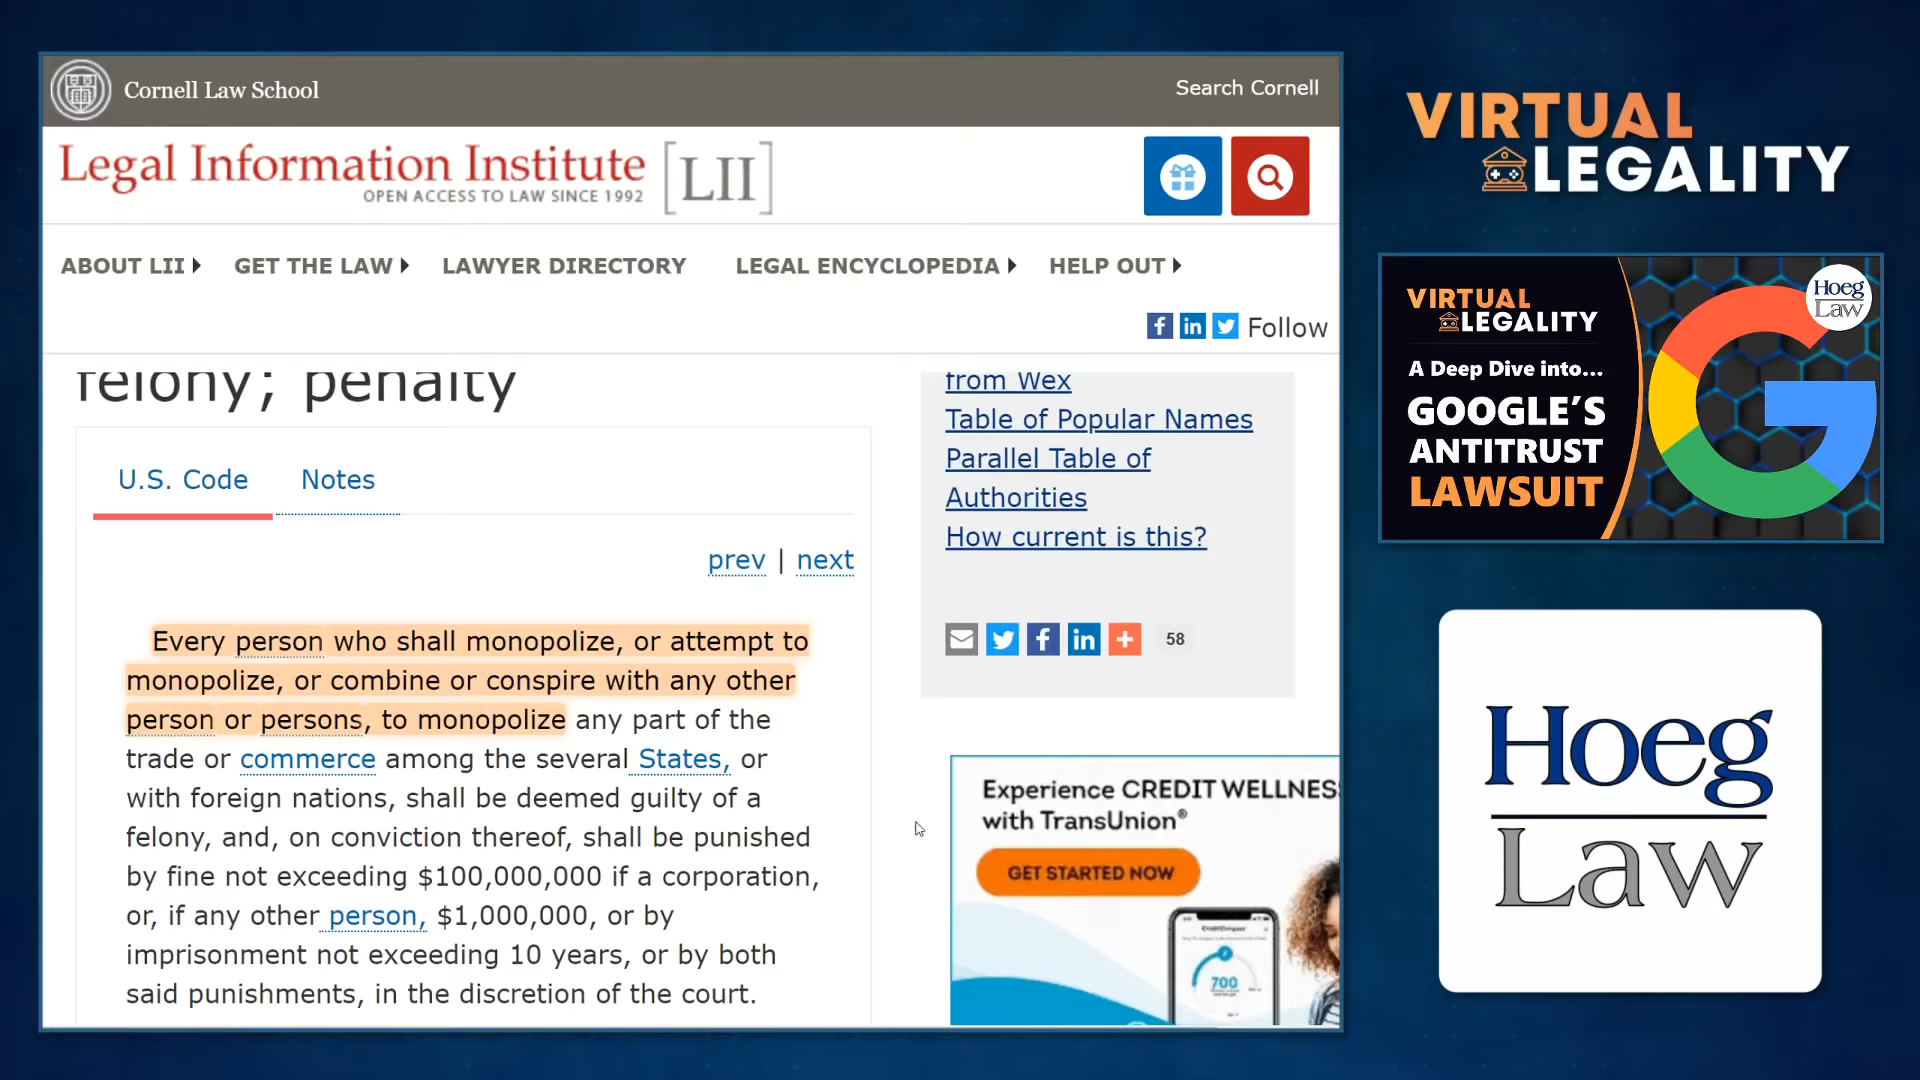 Cornell Law School
Search Cornell
Legal Information Institute [LII]
OPEN ACCESS TO LAW SINCE 1992
ABOUT LII GET THE LAW LAWYER DIRECTORY LEGAL ENCYCLOPEDIA HELP OUT
Follow
felony; penalty
U.S. Code Notes
prev | next
Every person who shall monopolize, or attempt to
monopolize, or combine or conspire with any other
person or persons, to monopolize any part of the
trade or commerce among the several States, or
with foreign nations, shall be deemed guilty of a
felony, and, on conviction thereof, shall be punished
by fine not exceeding $100,000,000 if a corporation,
or, if any other person, $1,000,000, or by
imprisonment not exceeding 10 years, or by both
said punishments, in the discretion of the court.
from Wex
Table of Popular Names
Parallel Table of
Authorities
How current is this?
58
Experience CREDIT WELLNES
with TransUnion®
GET STARTED NOW
700
VIRTUAL
LEGALITY
VIRTUAL
LEGALITY
A Deep Dive into...
GOOGLE'S
ANTITRUST
LAWSUIT
Hoeg
Law
Hoeg
Law